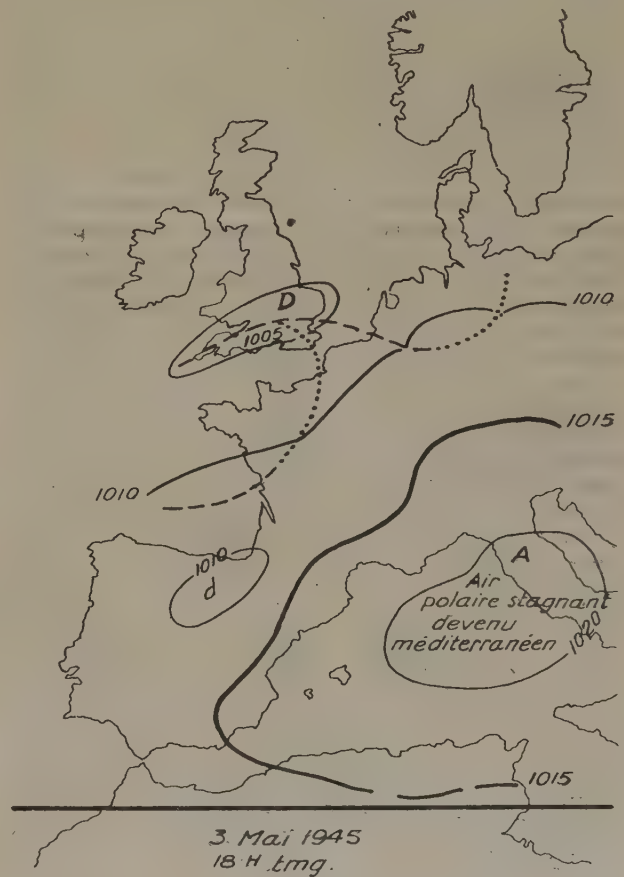 D
1005
1010
1015
1010
1010
d
A
Air
polaire stagnant
devenu
méditerranéen
1020
1015
3. Mai 1945
18 H tmg.